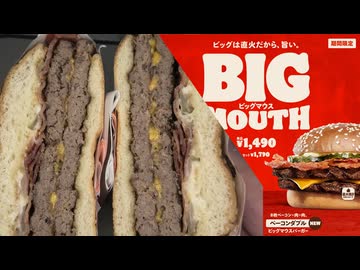 ビッグは直火だから、旨い。
期間限定
BIG
ビッグマウス
MOUTH
¥1,490
¥1,790
ベーコンダブル
ビッグマウスバーガー
NEW